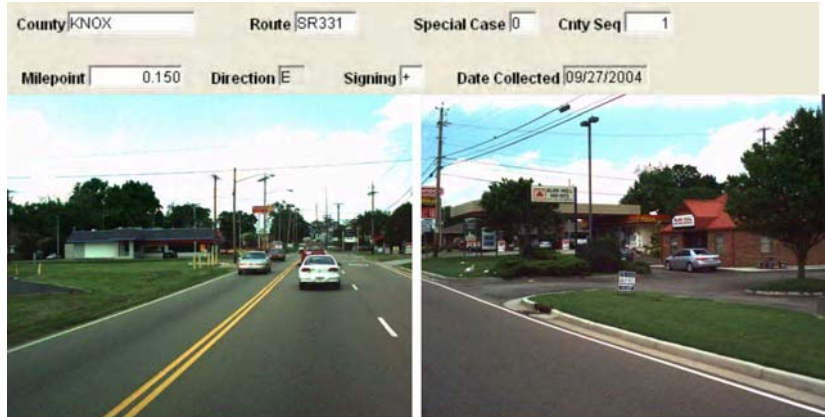 County KNOX Route SR331 Special Case 0 Cnty Seq 1
Milepoint 0.150 Direction E Signing + Date Collected 09/27/2004